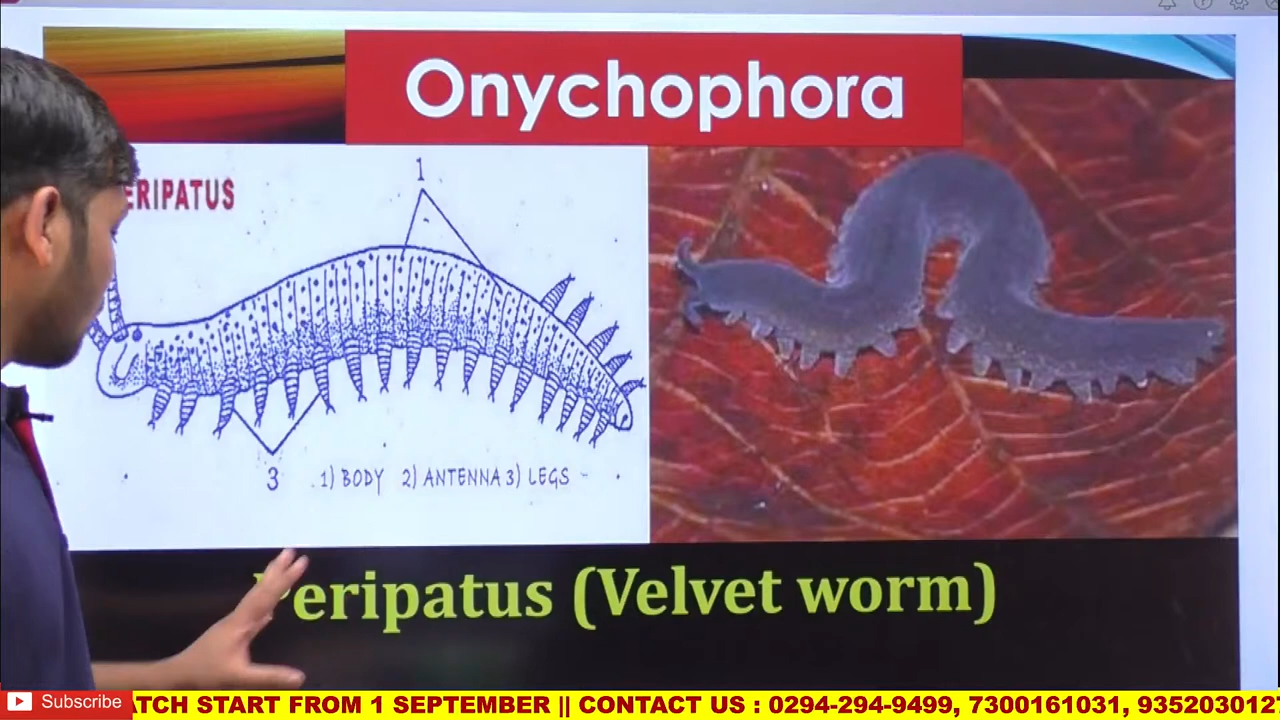 Onychophora
ERIPATUS
1
3
1) BODY 2) ANTENNA 3) LEGS
eripatus (Velvet worm)
Subscribe
ATCH START FROM 1 SEPTEMBER || CONTACT US : 0294-294-9499, 7300161031, 935203012